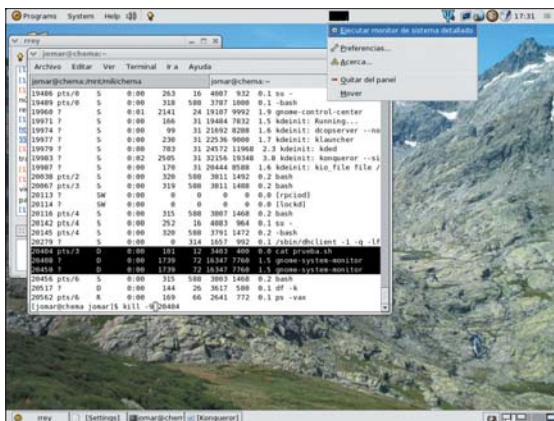 Programs System Help 17:31
Ejecutar monitor de sistema detallado
Preferencias...
Acerca...
Quitar del panel
Mover
rrey
jomar@chema:~
Archivo Editar Ver Terminal Ir a Ayuda
jomar@chema:/mnt/milk/chema jomar@chema:~
19486 pts/0 S 0:00 263 16 4007 932 0.1 su -
19489 pts/0 S 0:00 318 588 3787 1000 0.1 -bash
19960 ? S 0:01 2141 24 19107 9992 1.9 gnome-control-center
19971 ? S 0:00 166 31 19484 7832 1.5 kdeinit: Running...
19974 ? S 0:00 99 31 21692 8288 1.6 kdeinit: dcopserver --no
19977 ? S 0:00 230 31 22536 9000 1.7 kdeinit: klauncher
19979 ? S 0:00 783 31 24572 11968 2.3 kdeinit: kded
19983 ? S 0:02 2505 31 32156 19348 3.8 kdeinit: konqueror --si
19987 ? S 0:00 170 31 20444 8588 1.6 kdeinit: kio_file file /
20038 pts/2 S 0:00 320 588 3811 1492 0.2 bash
20067 pts/3 S 0:00 319 588 3811 1488 0.2 bash
20113 ? SW 0:00 0 0 0 0 0.0 [rpciod]
20114 ? SW 0:00 0 0 0 0 0.0 [lockd]
20116 pts/4 S 0:00 315 588 3807 1468 0.2 bash
20142 pts/4 S 0:00 252 16 4083 964 0.1 su -
20145 pts/4 S 0:00 320 588 3791 1472 0.2 -bash
20279 ? S 0:00 0 314 1657 992 0.1 /sbin/dhclient -1 -q -lf
20404 pts/3 D 0:00 101 12 3403 400 0.0 cat prueba.sh
20408 ? D 0:00 1739 72 16347 7760 1.5 gnome-system-monitor
20450 ? D 0:00 1739 72 16347 7760 1.5 gnome-system-monitor
20456 pts/6 S 0:00 315 588 3803 1468 0.2 bash
20517 ? D 0:00 144 26 3617 580 0.1 df -k
20562 pts/6 R 0:00 169 66 2641 772 0.1 ps -vax
[jomar@chema jomar]$ kill -9 20404
rrey [Settings] jomar@chem [Konqueror]